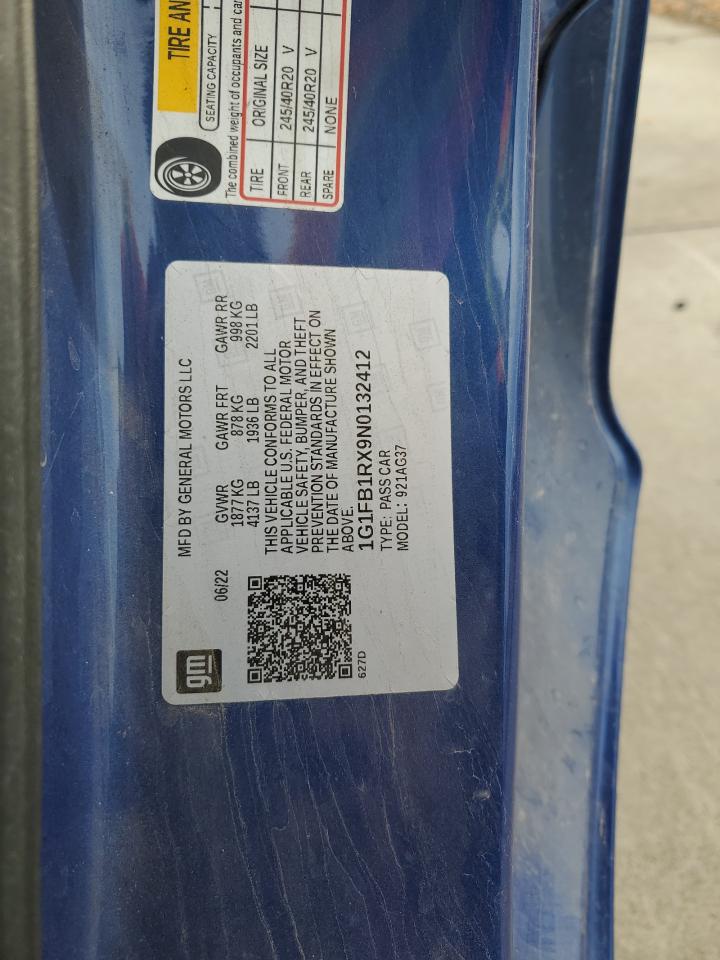 TIRE AN
SEATING CAPACITY
The combined weight of occupants and car
TIRE ORIGINAL SIZE
FRONT 245/40R20 V
REAR 245/40R20 V
SPARE NONE
gm
MFD BY GENERAL MOTORS LLC
06/22 GVWR GAWR FRT GAWR RR
1877 KG 878 KG 998 KG
4137 LB 1936 LB 2201 LB
THIS VEHICLE CONFORMS TO ALL
APPLICABLE U.S. FEDERAL MOTOR
VEHICLE SAFETY, BUMPER, AND THEFT
PREVENTION STANDARDS IN EFFECT ON
THE DATE OF MANUFACTURE SHOWN
ABOVE.
1G1FB1RX9N0132412
TYPE: PASS CAR
MODEL: 921AG37
627D